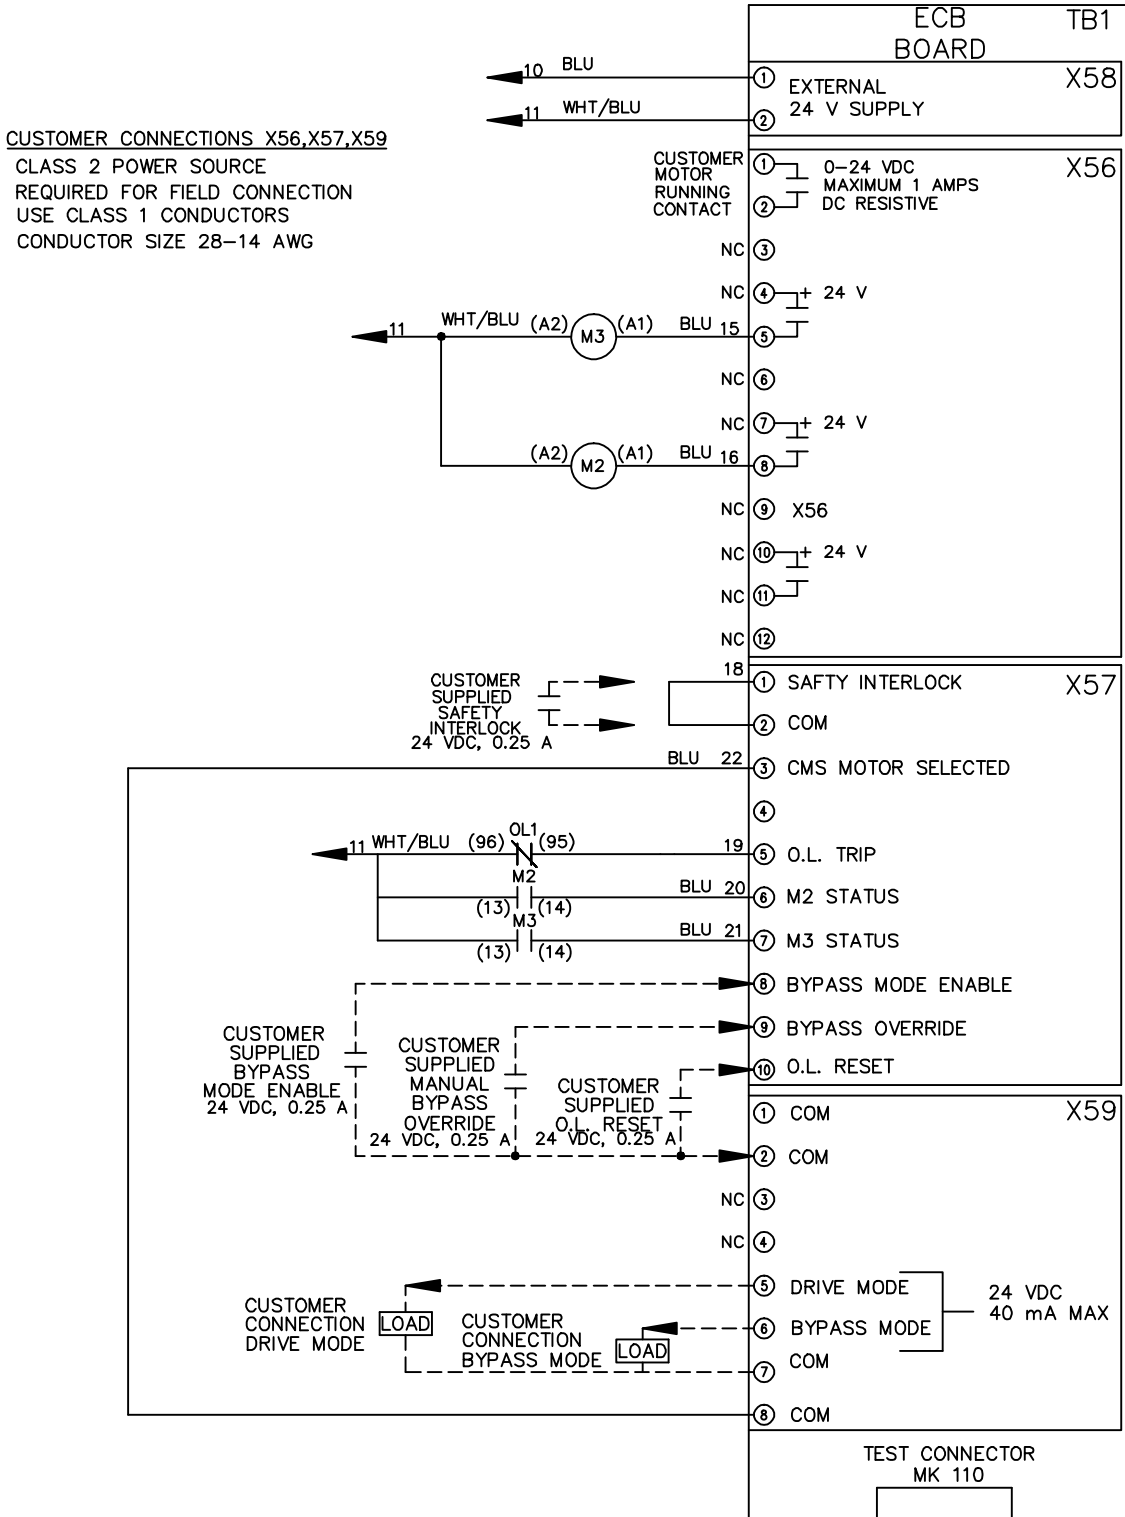 ECB
BOARD
TB1
10 BLU
1
EXTERNAL
24 V SUPPLY
X58
11 WHT/BLU
2
CUSTOMER CONNECTIONS X56,X57,X59
CLASS 2 POWER SOURCE
REQUIRED FOR FIELD CONNECTION
USE CLASS 1 CONDUCTORS
CONDUCTOR SIZE 28-14 AWG
CUSTOMER
MOTOR
RUNNING
CONTACT
1
2
0-24 VDC
MAXIMUM 1 AMPS
DC RESISTIVE
X56
NC 3
NC 4 + 24 V
11 WHT/BLU (A2) M3 (A1) BLU 15 5
NC 6
NC 7 + 24 V
(A2) M2 (A1) BLU 16 8
NC 9 X56
NC 10 + 24 V
NC 11
NC 12
CUSTOMER
SUPPLIED
SAFETY
INTERLOCK
24 VDC, 0.25 A
18 1 SAFTY INTERLOCK
X57
2 COM
BLU 22 3 CMS MOTOR SELECTED
4
OL1
11 WHT/BLU (96) (95) 19 5 O.L. TRIP
M2
(13) (14) BLU 20 6 M2 STATUS
M3
(13) (14) BLU 21 7 M3 STATUS
8 BYPASS MODE ENABLE
9 BYPASS OVERRIDE
10 O.L. RESET
CUSTOMER
SUPPLIED
BYPASS
MODE ENABLE
24 VDC, 0.25 A
CUSTOMER
SUPPLIED
MANUAL
BYPASS
OVERRIDE
24 VDC, 0.25 A
CUSTOMER
SUPPLIED
O.L. RESET
24 VDC, 0.25 A
1 COM
X59
2 COM
NC 3
NC 4
5 DRIVE MODE
6 BYPASS MODE
24 VDC
40 mA MAX
CUSTOMER
CONNECTION
DRIVE MODE
LOAD
CUSTOMER
CONNECTION
BYPASS MODE
LOAD
7 COM
8 COM
TEST CONNECTOR
MK 110